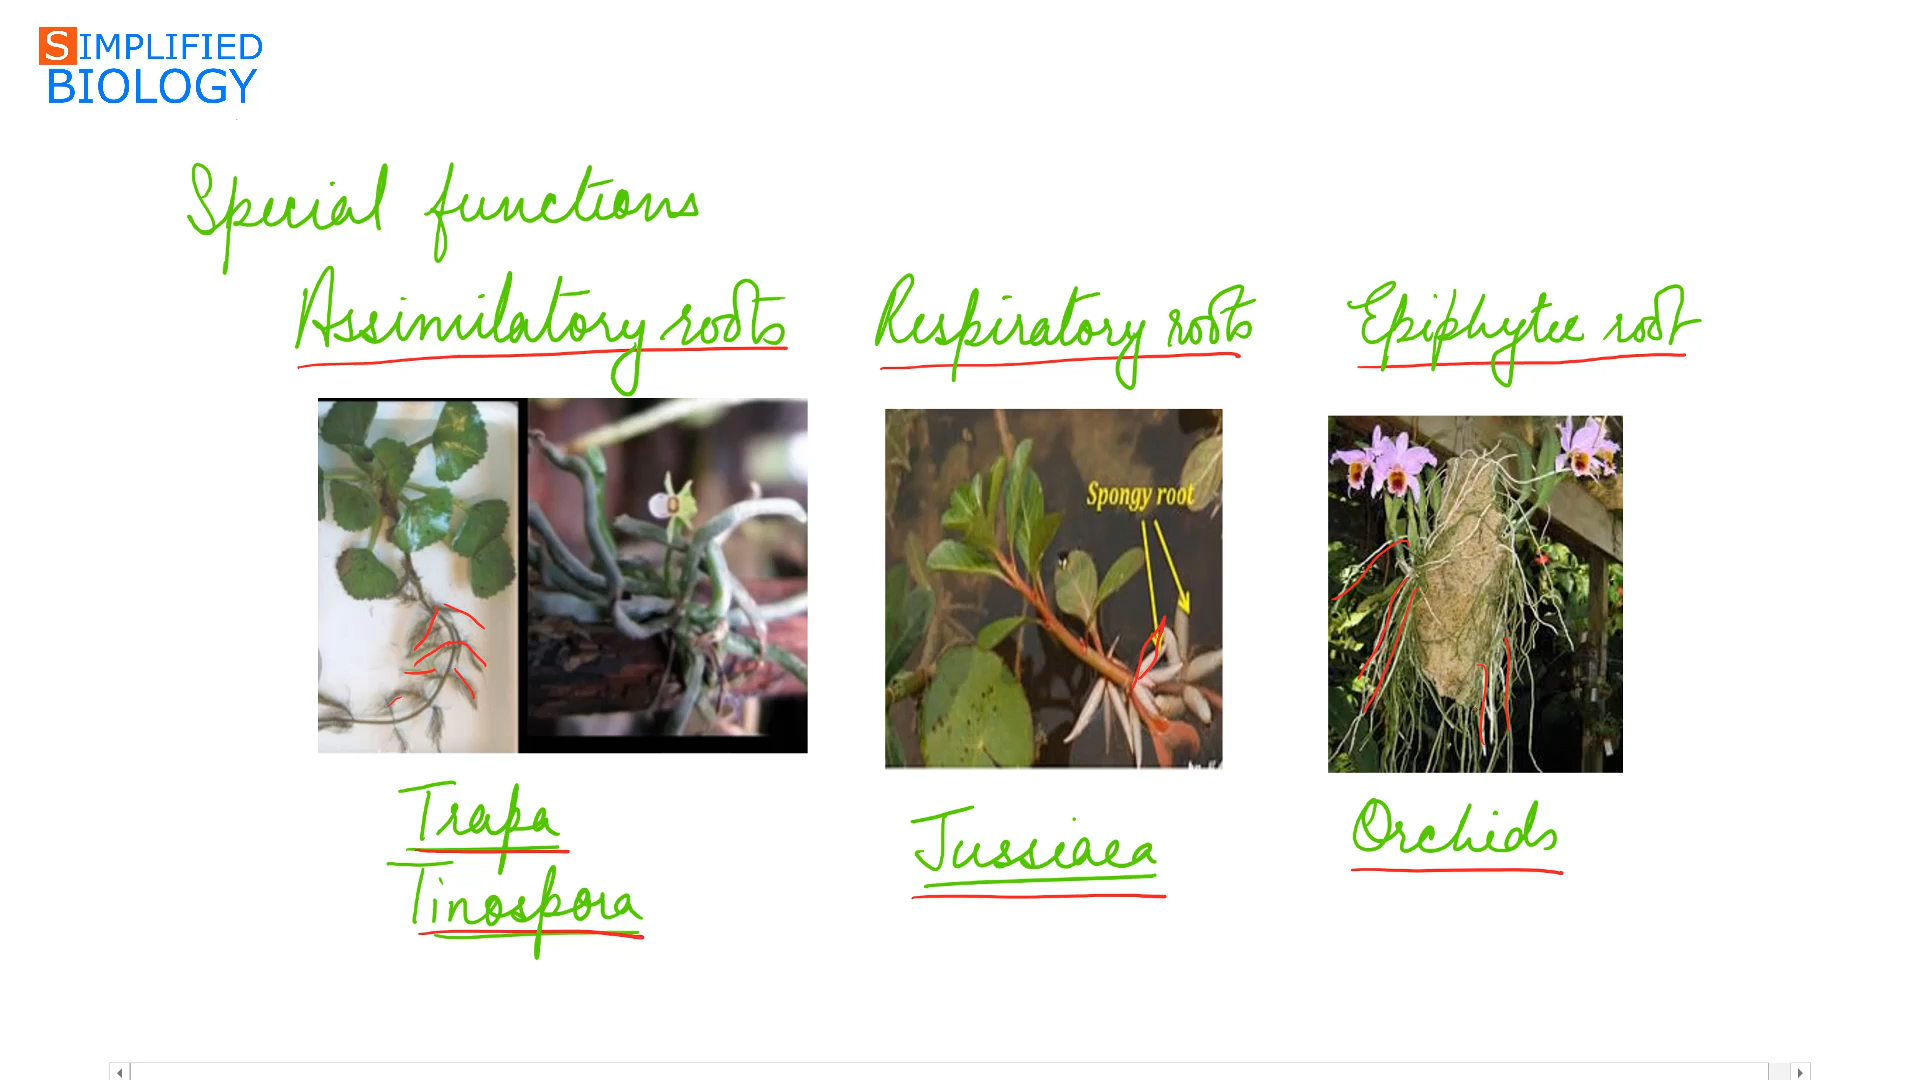 SIMPLIFIED
BIOLOGY
Special functions
Assimilatory roots
Respiratory roots
Epiphytee root
Spongy root
Trapa
Tinospora
Jussiaea
Orchids